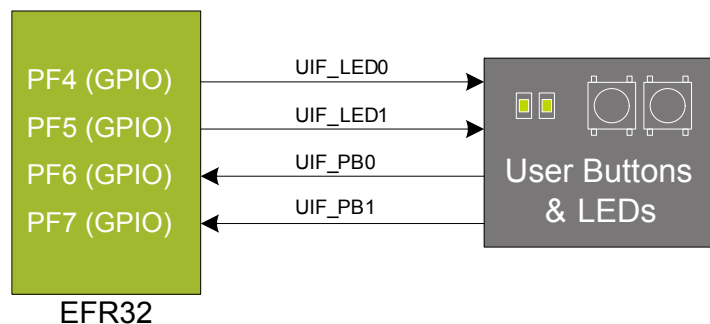 PF4 (GPIO)
PF5 (GPIO)
PF6 (GPIO)
PF7 (GPIO)
EFR32
UIF_LED0
UIF_LED1
UIF_PB0
UIF_PB1
User Buttons
& LEDs